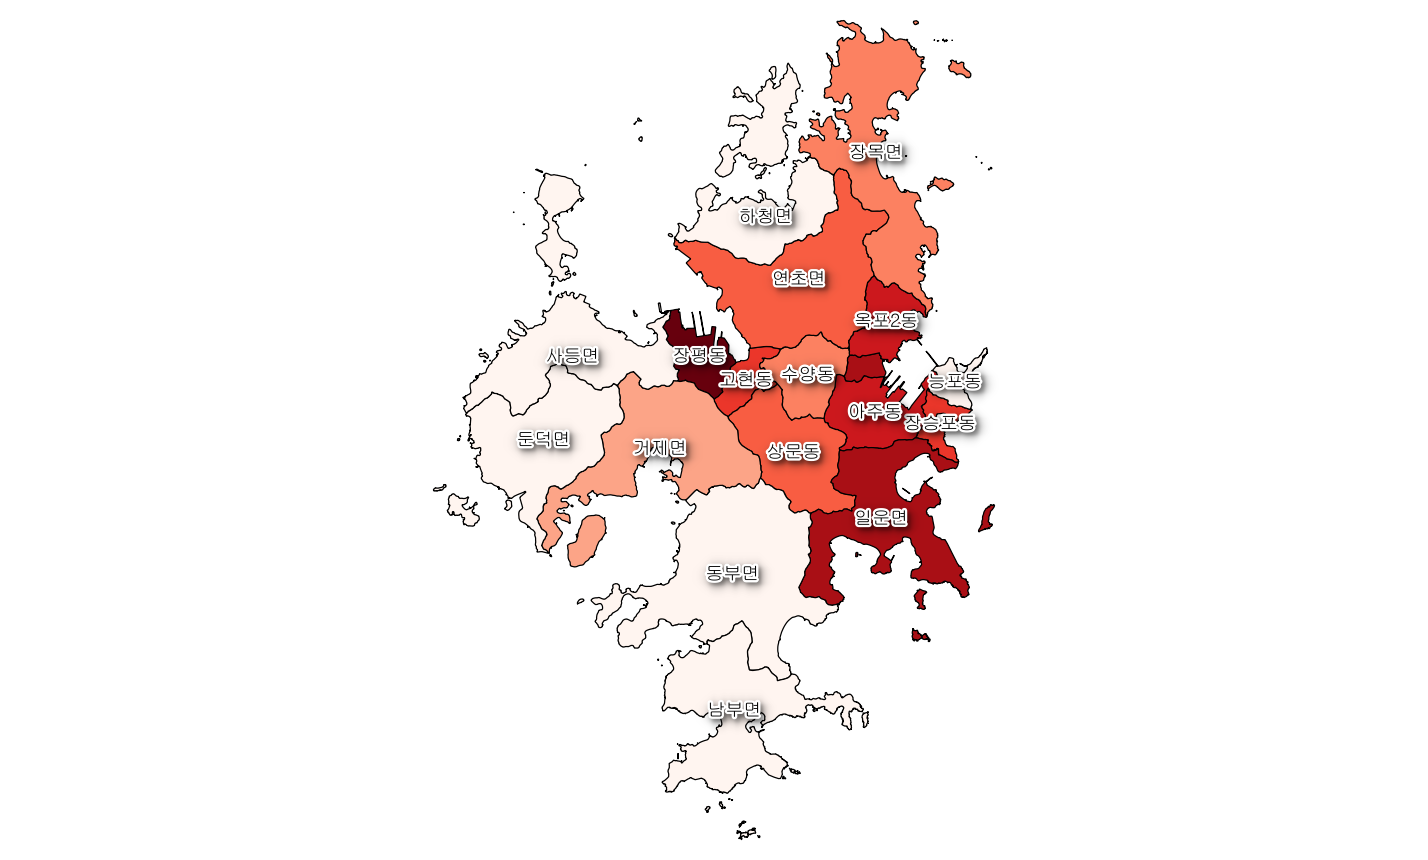 장목면
하청면
연초면
옥포2동
장평동
사등면
고현동
수양동
능포동
아주동
장승포동
둔덕면
거제면
상문동
일운면
동부면
남부면